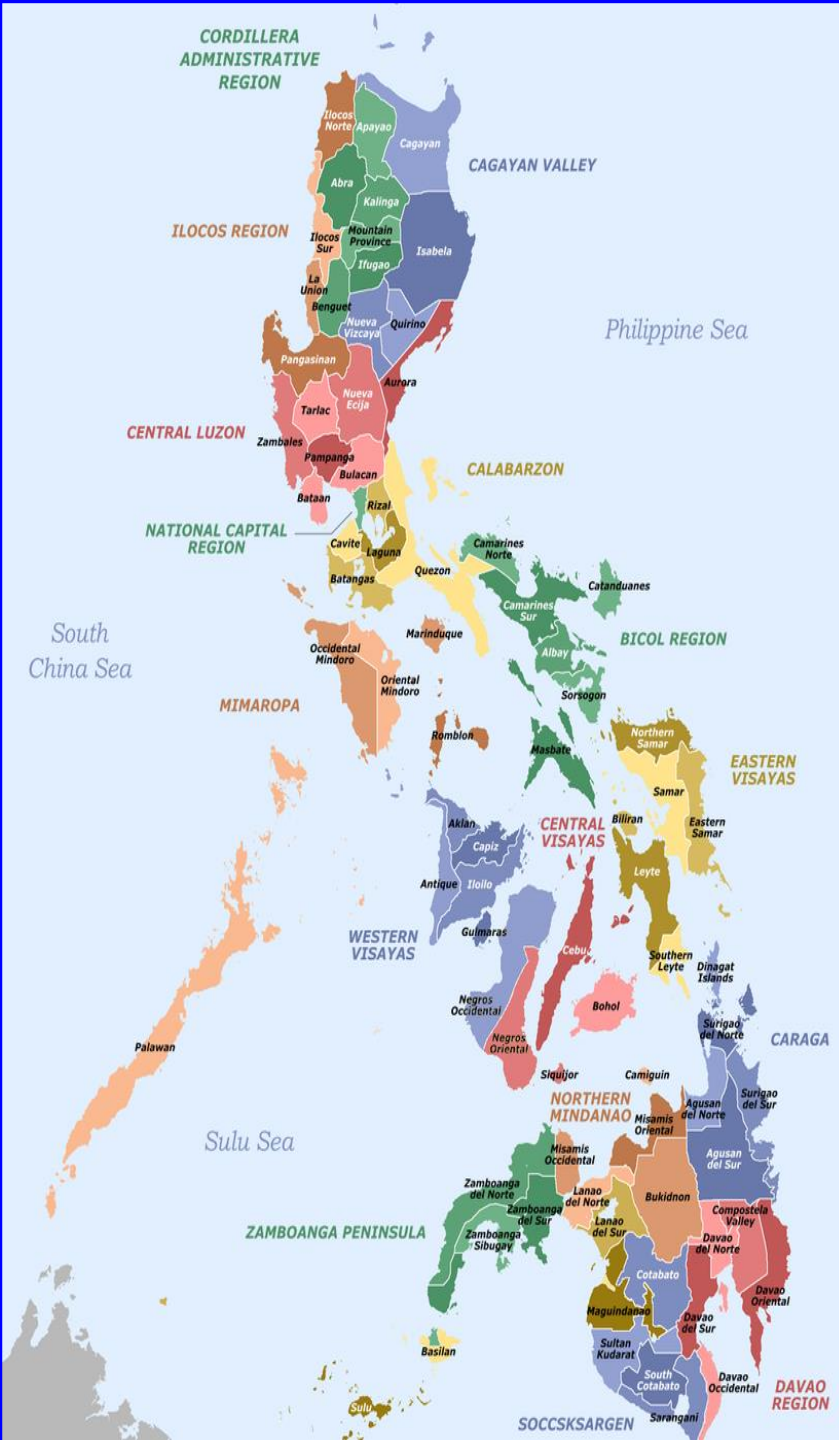 CORDILLERA
ADMINISTRATIVE
REGION
Ilocos
Norte
Apayao
Cagayan
CAGAYAN VALLEY
Abra
Kalinga
ILOCOS REGION
Ilocos
Sur
Mountain
Province
Isabela
Ifugao
La
Union
Benguet
Nueva
Vizcaya
Quirino
Philippine Sea
Pangasinan
Aurora
Nueva
Ecija
Tarlac
CENTRAL LUZON
Zambales
Pampanga
Bulacan
CALABARZON
Bataan
Rizal
NATIONAL CAPITAL
REGION
Cavite
Laguna
Camarines
Norte
Quezon
Batangas
Catanduanes
Camarines
Sur
South
China Sea
Marinduque
BICOL REGION
Occidental
Mindoro
Albay
Oriental
Mindoro
Sorsogon
MIMAROPA
Romblon
Masbate
Northern
Samar
EASTERN
VISAYAS
Samar
CENTRAL
VISAYAS
Biliran
Eastern
Samar
Aklan
Capiz
Leyte
Antique
Iloilo
WESTERN
VISAYAS
Guimaras
Cebu
Southern
Leyte
Dinagat
Islands
Negros
Occidental
Bohol
Surigao
del Norte
CARAGA
Palawan
Negros
Oriental
Siquijor
Camiguin
NORTHERN
MINDANAO
Agusan
del Norte
Surigao
del Sur
Misamis
Oriental
Sulu Sea
Misamis
Occidental
Agusan
del Sur
Zamboanga
del Norte
Lanao
del Norte
Bukidnon
Zamboanga
del Sur
Compostela
Valley
ZAMBOANGA PENINSULA
Zamboanga
Sibugay
Lanao
del Sur
Davao
del Norte
Cotabato
Davao
Oriental
Maguindanao
Davao
del Sur
Basilan
Sultan
Kudarat
South
Cotabato
Davao
Occidental
DAVAO
REGION
Sulu
Sarangani
SOCCSKSARGEN